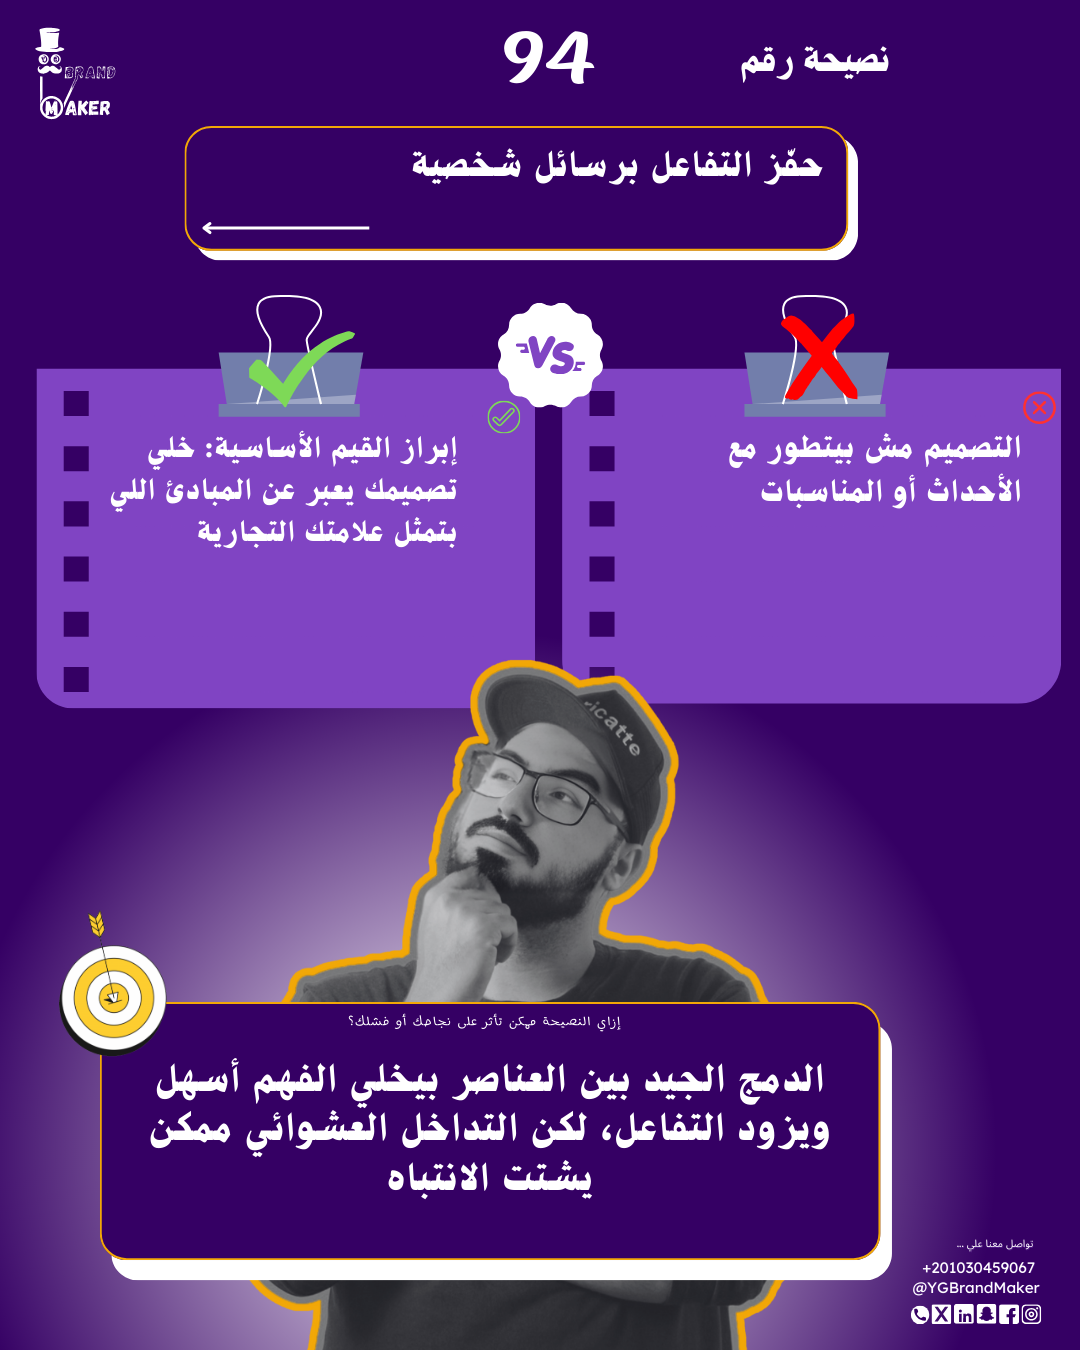 BRAND
MAKER
نصيحة رقم 94
حفّز التفاعل برسائل شخصية
VS
التصميم مش بيتطور مع
الأحداث أو المناسبات
إبراز القيم الأساسية: خلي
تصميمك يعبر عن المبادئ اللي
بتمثل علامتك التجارية
icatte
إزاي النصيحة ممكن تأثر على نجاحك أو فشلك؟
الدمج الجيد بين العناصر بيخلي الفهم أسهل
ويزود التفاعل، لكن التداخل العشوائي ممكن
يشتت الانتباه
تواصل معنا علي ...
+201030459067
@YGBrandMaker